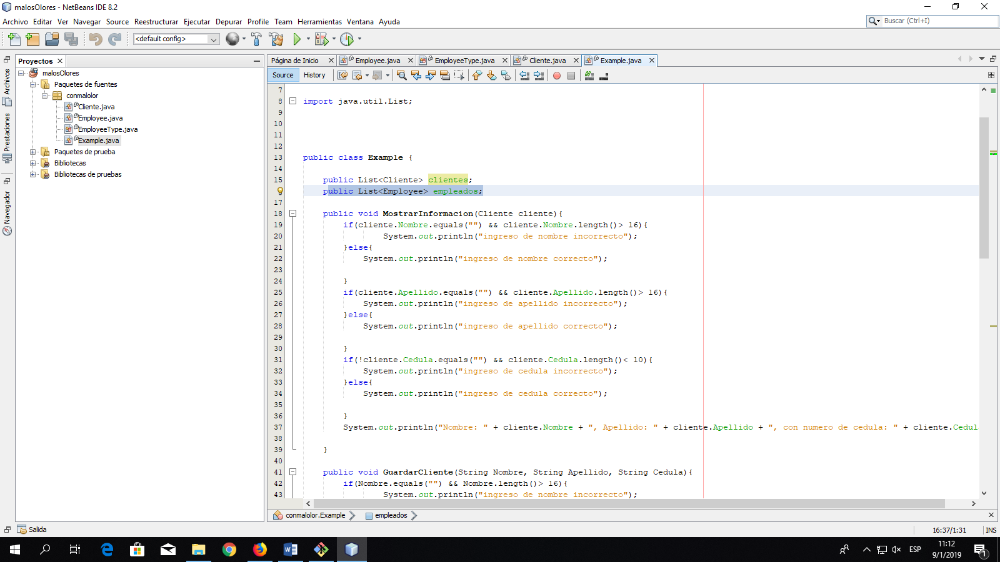 malosOlores - NetBeans IDE 8.2
Archivo Editar Ver Navegar Source Reestructurar Ejecutar Depurar Profile Team Herramientas Ventana Ayuda
Buscar (Ctrl+I)
<default config>
Archivos
Prestaciones
Navegador
Proyectos
malosOlores
Paquetes de fuentes
conmalolor
Cliente.java
Employee.java
EmployeeType.java
Example.java
Paquetes de prueba
Bibliotecas
Bibliotecas de pruebas
Página de Inicio Employee.java EmployeeType.java Cliente.java Example.java
Source History
7
8 import java.util.List;
9
10
11
12
13 public class Example {
14
15 public List<Cliente> clientes;
public List<Employee> empleados;
17
18 public void MostrarInformacion(Cliente cliente){
19 if(cliente.Nombre.equals("") && cliente.Nombre.length()> 16){
20 System.out.println("ingreso de nombre incorrecto");
21 }else{
22 System.out.println("ingreso de nombre correcto");
23
24 }
25 if(cliente.Apellido.equals("") && cliente.Apellido.length()> 16){
26 System.out.println("ingreso de apellido incorrecto");
27 }else{
28 System.out.println("ingreso de apellido correcto");
29
30 }
31 if(!cliente.Cedula.equals("") && cliente.Cedula.length()< 10){
32 System.out.println("ingreso de cedula incorrecto");
33 }else{
34 System.out.println("ingreso de cedula correcto");
35
36 }
37 System.out.println("Nombre: " + cliente.Nombre + ", Apellido: " + cliente.Apellido + ", con numero de cedula: " + cliente.Cedul
38
39 }
40
41 public void GuardarCliente(String Nombre, String Apellido, String Cedula){
42 if(Nombre.equals("") && Nombre.length()> 16){
43 System.out.println("ingreso de nombre incorrecto");
conmalolor.Example empleados
Salida
16:37/1:31 INS
ESP
11:12
9/1/2019
1